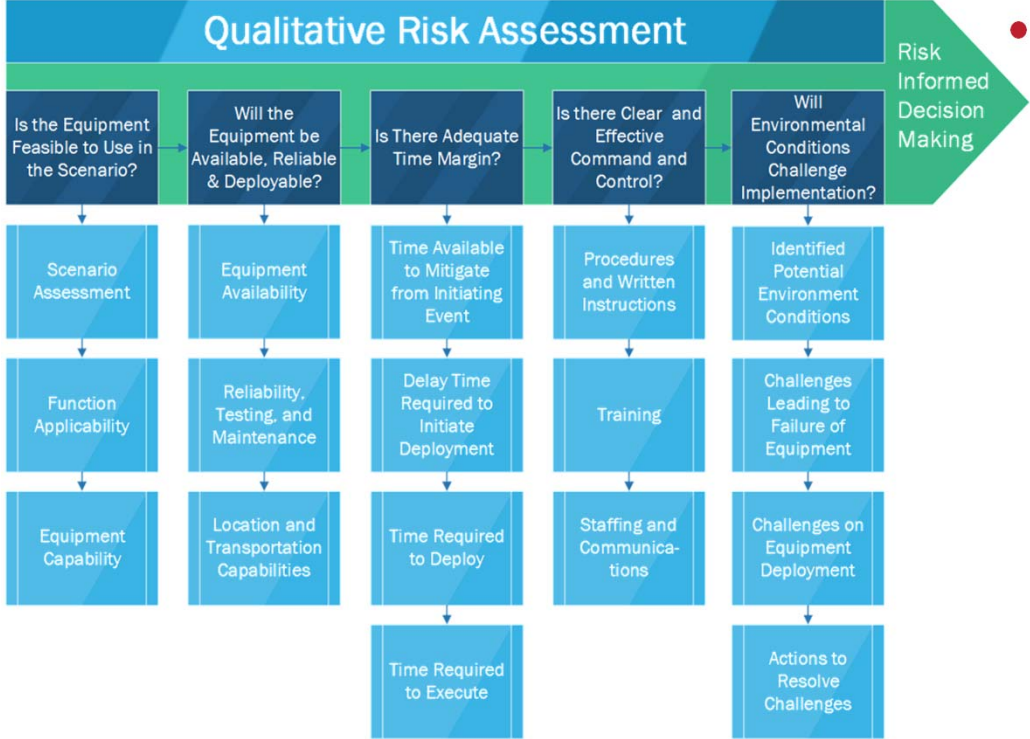 Qualitative Risk Assessment
Risk
Informed
Decision
Making
Is the Equipment
Feasible to Use in
the Scenario?
Will the
Equipment be
Available, Reliable
& Deployable?
Is There Adequate
Time Margin?
Is there Clear and
Effective
Command and
Control?
Will
Environmental
Conditions
Challenge
Implementation?
Scenario
Assessment
Equipment
Availability
Time Available
to Mitigate
from Initiating
Event
Procedures
and Written
Instructions
Identified
Potential
Environment
Conditions
Function
Applicability
Reliability,
Testing, and
Maintenance
Delay Time
Required to
Initiate
Deployment
Training
Challenges
Leading to
Failure of
Equipment
Equipment
Capability
Location and
Transportation
Capabilities
Time Required
to Deploy
Staffing and
Communica-
tions
Challenges on
Equipment
Deployment
Time Required
to Execute
Actions to
Resolve
Challenges